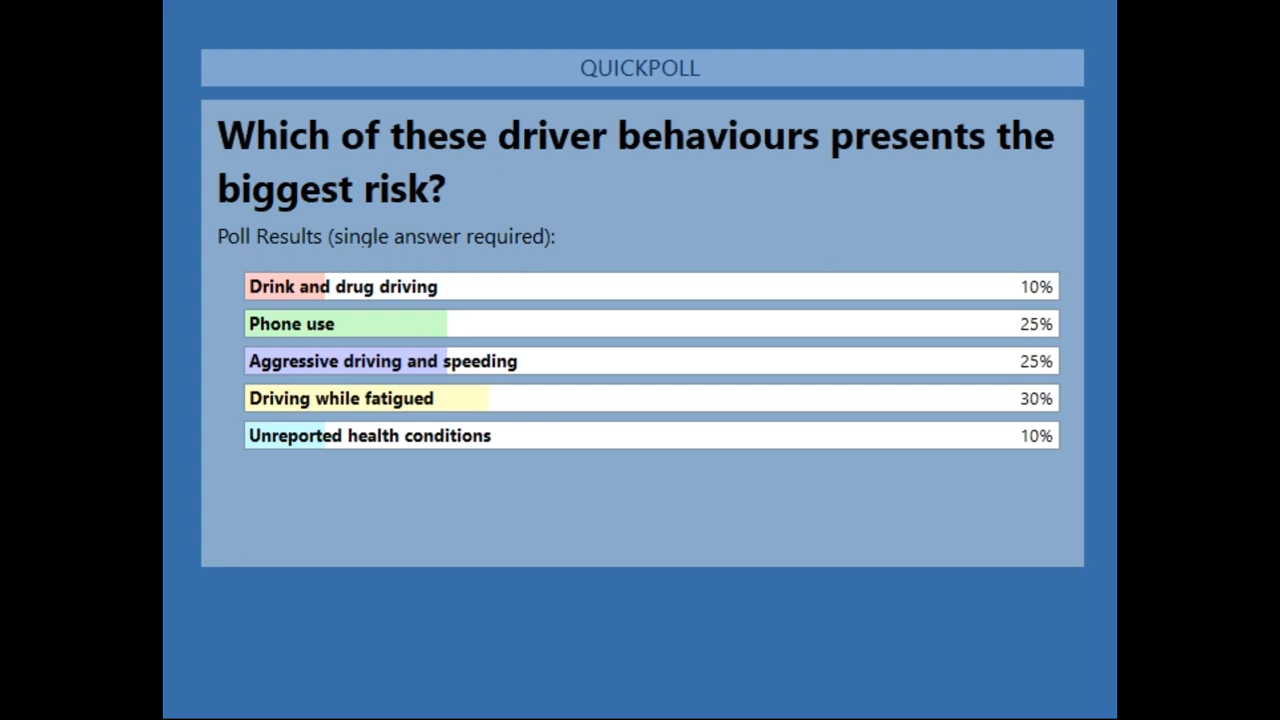 QUICKPOLL
Which of these driver behaviours presents the
biggest risk?
Poll Results (single answer required):
Drink and drug driving 10%
Phone use 25%
Aggressive driving and speeding 25%
Driving while fatigued 30%
Unreported health conditions 10%